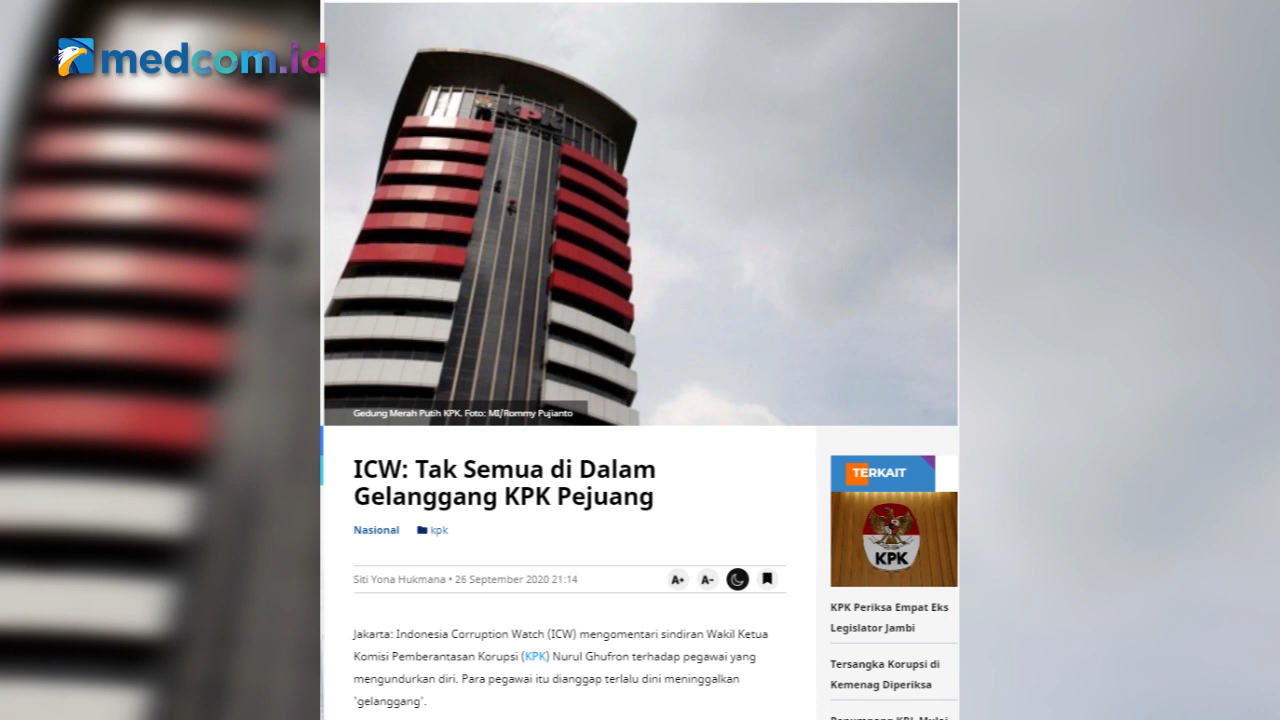 medcom.id
KPK
Gedung Merah Putih KPK. Foto: MI/Rommy Pujianto
ICW: Tak Semua di Dalam
Gelanggang KPK Pejuang
Nasional kpk
Siti Yona Hukmana • 26 September 2020 21:14
A+ A-
Jakarta: Indonesia Corruption Watch (ICW) mengomentari sindiran Wakil Ketua
Komisi Pemberantasan Korupsi (KPK) Nurul Ghufron terhadap pegawai yang
mengundurkan diri. Para pegawai itu dianggap terlalu dini meninggalkan
'gelanggang'.
TERKAIT
KPK
KPK Periksa Empat Eks
Legislator Jambi
Tersangka Korupsi di
Kemenag Diperiksa